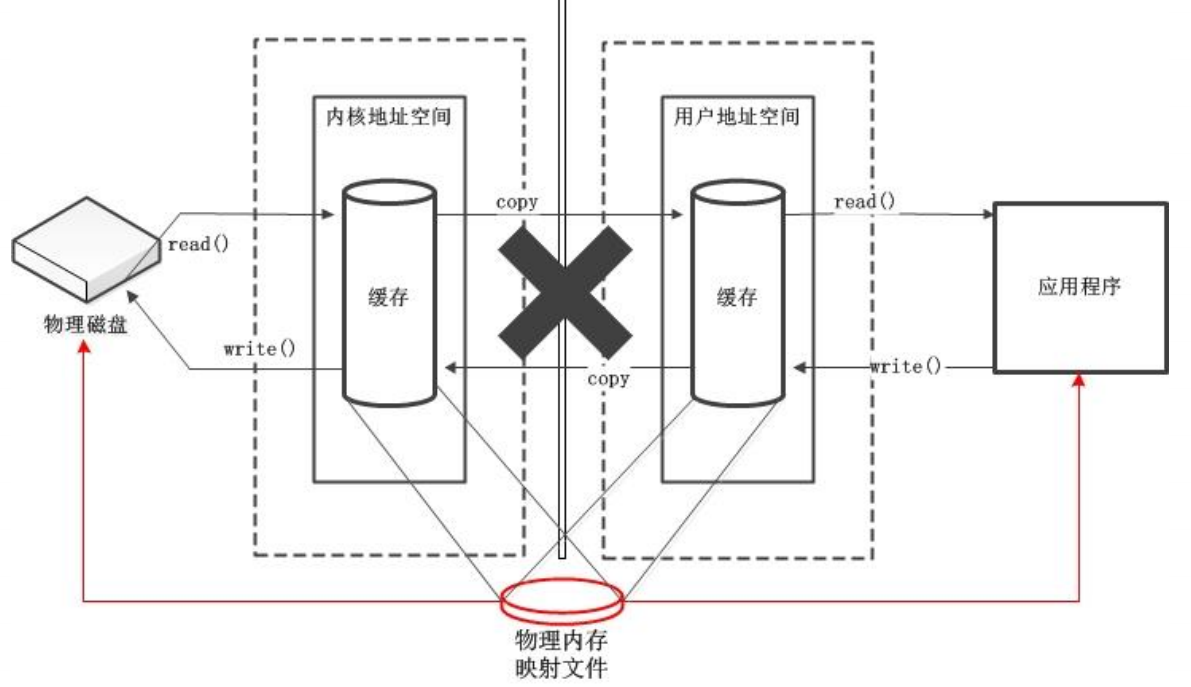 内核地址空间
用户地址空间
copy
read()
read()
缓存
缓存
应用程序
物理磁盘
write()
copy
write()
物理内存
映射文件